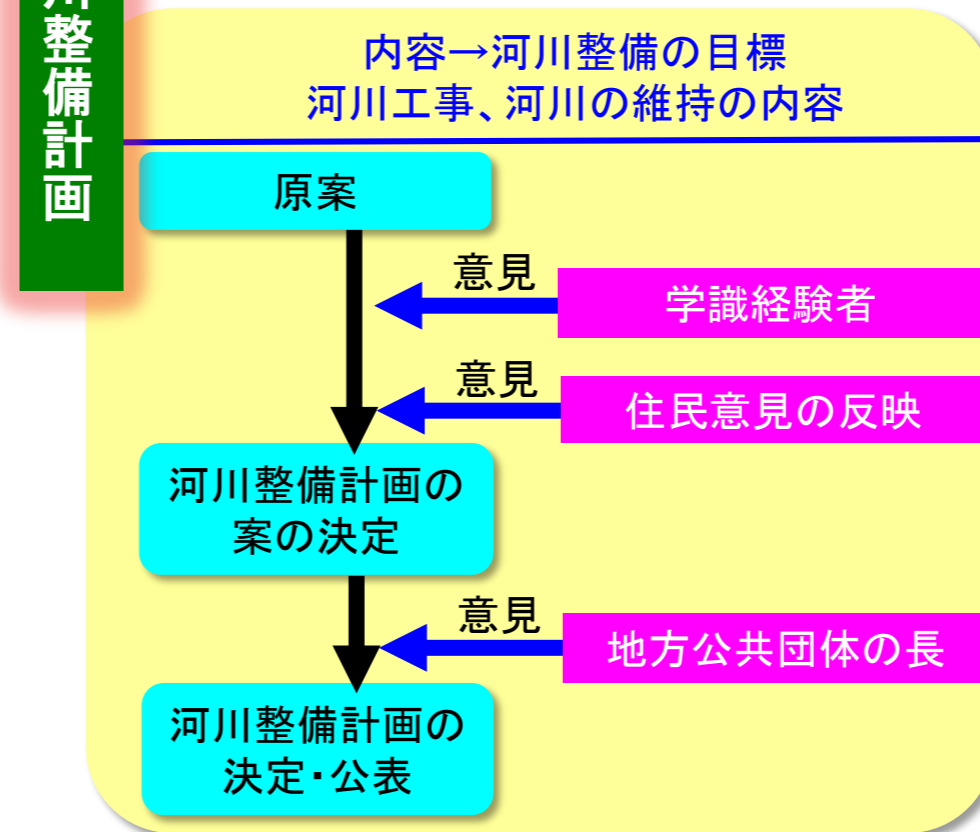 川整備計画
内容→河川整備の目標
河川工事、河川の維持の内容
原案
意見
学識経験者
意見
住民意見の反映
河川整備計画の
案の決定
意見
地方公共団体の長
河川整備計画の
決定・公表